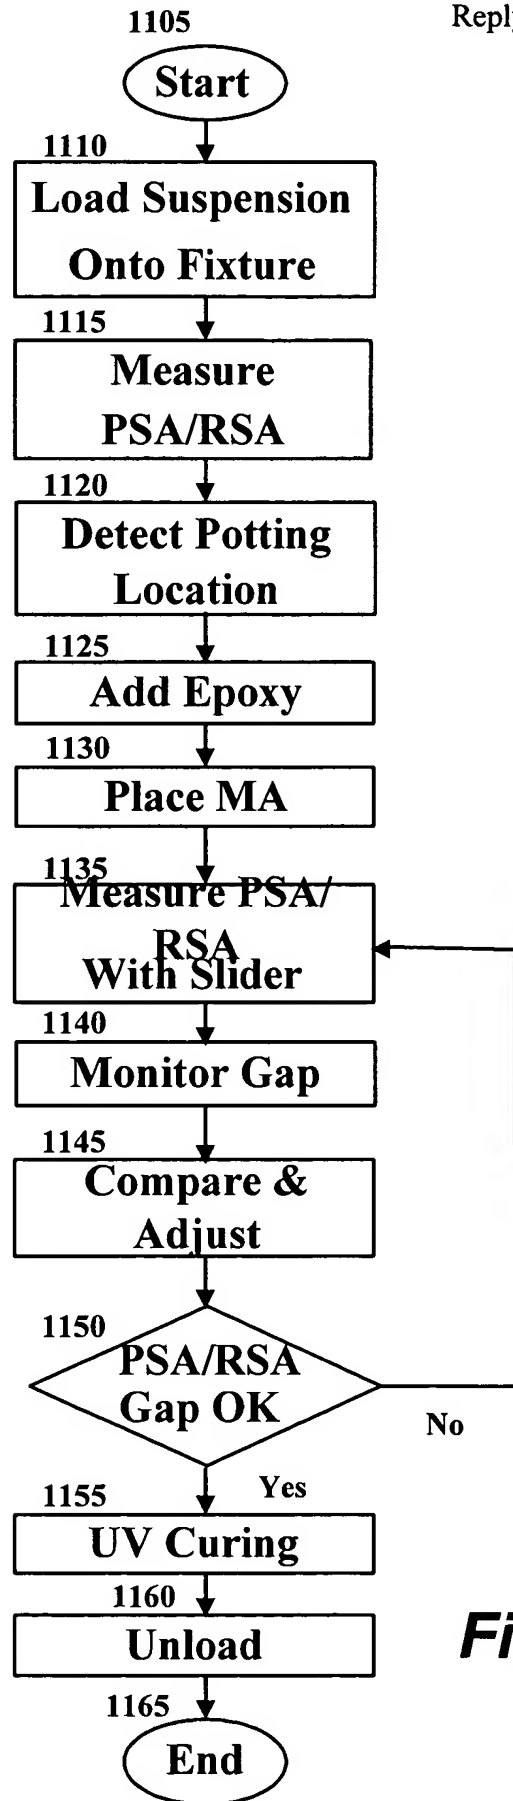 1105
Reply
Start
1110
Load Suspension
Onto Fixture
1115
Measure
PSA/RSA
1120
Detect Potting
Location
1125
Add Epoxy
1130
Place MA
1135
Measure PSA/
RSA
With Slider
1140
Monitor Gap
1145
Compare &
Adjust
1150
PSA/RSA
Gap OK
No
Yes
1155
UV Curing
1160
Unload
Fi
1165
End